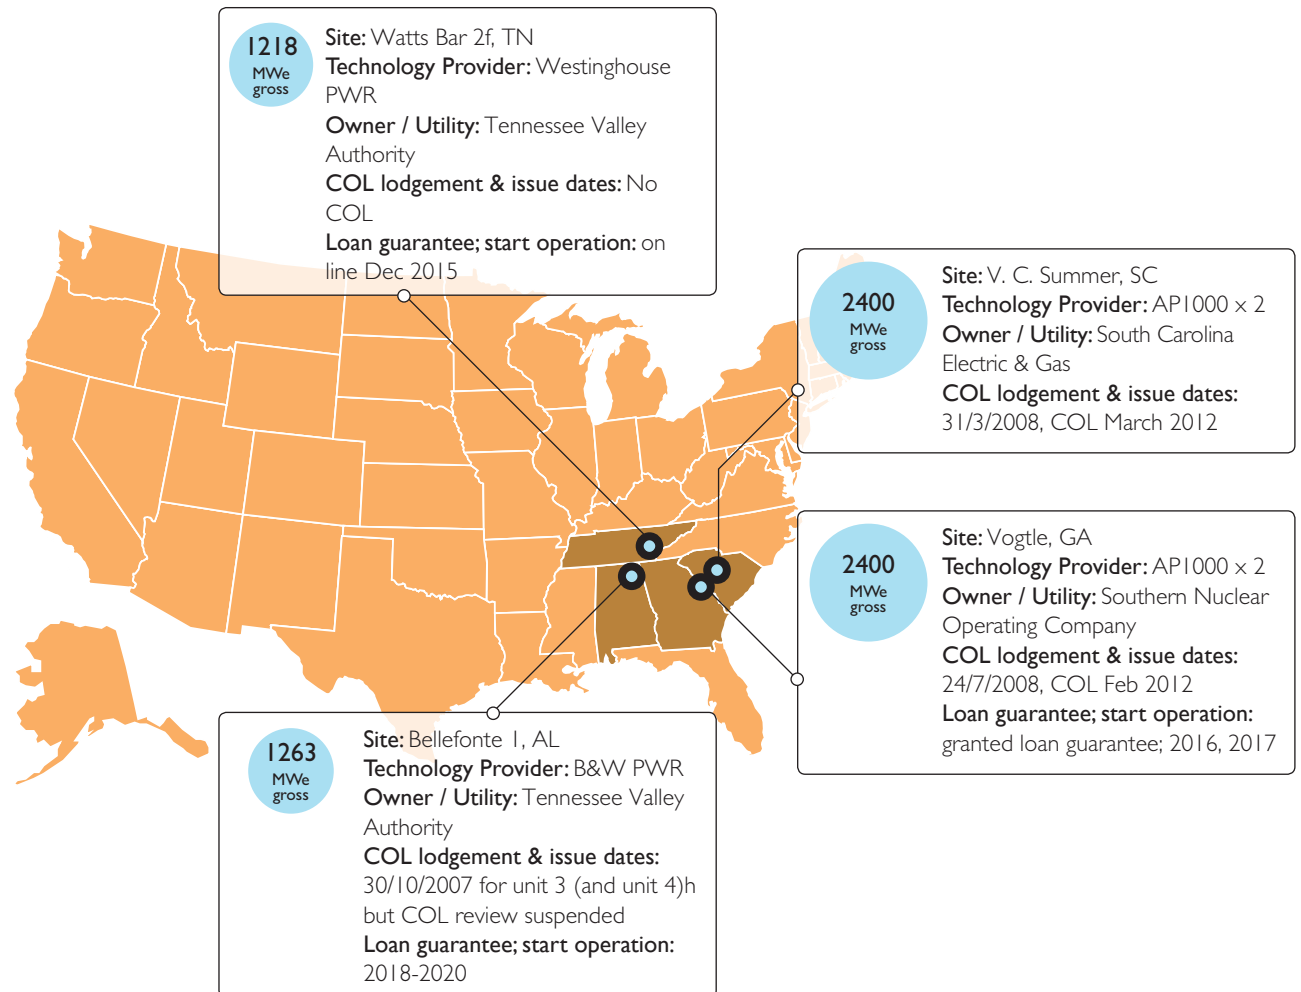 1218
MWe
gross
Site: Watts Bar 2f, TN
Technology Provider: Westinghouse
PWR
Owner / Utility: Tennessee Valley
Authority
COL lodgement & issue dates: No
COL
Loan guarantee; start operation: on
line Dec 2015
2400
MWe
gross
Site: V. C. Summer, SC
Technology Provider: AP1000 x 2
Owner / Utility: South Carolina
Electric & Gas
COL lodgement & issue dates:
31/3/2008, COL March 2012
2400
MWe
gross
Site: Vogtle, GA
Technology Provider: AP1000 x 2
Owner / Utility: Southern Nuclear
Operating Company
COL lodgement & issue dates:
24/7/2008, COL Feb 2012
Loan guarantee; start operation:
granted loan guarantee; 2016, 2017
1263
MWe
gross
Site: Bellefonte 1, AL
Technology Provider: B&W PWR
Owner / Utility: Tennessee Valley
Authority
COL lodgement & issue dates:
30/10/2007 for unit 3 (and unit 4)h
but COL review suspended
Loan guarantee; start operation:
2018-2020